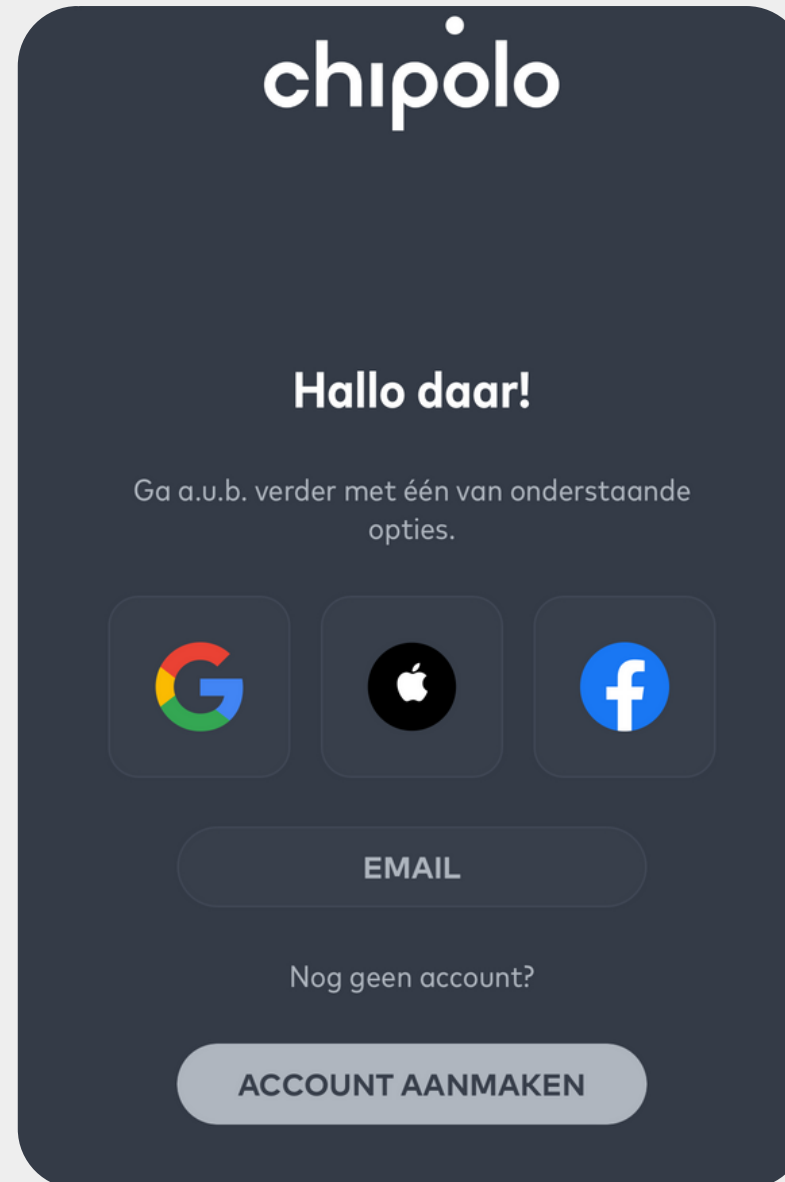 chipolo
Hallo daar!
Ga a.u.b. verder met één van onderstaande
opties.
EMAIL
Nog geen account?
ACCOUNT AANMAKEN